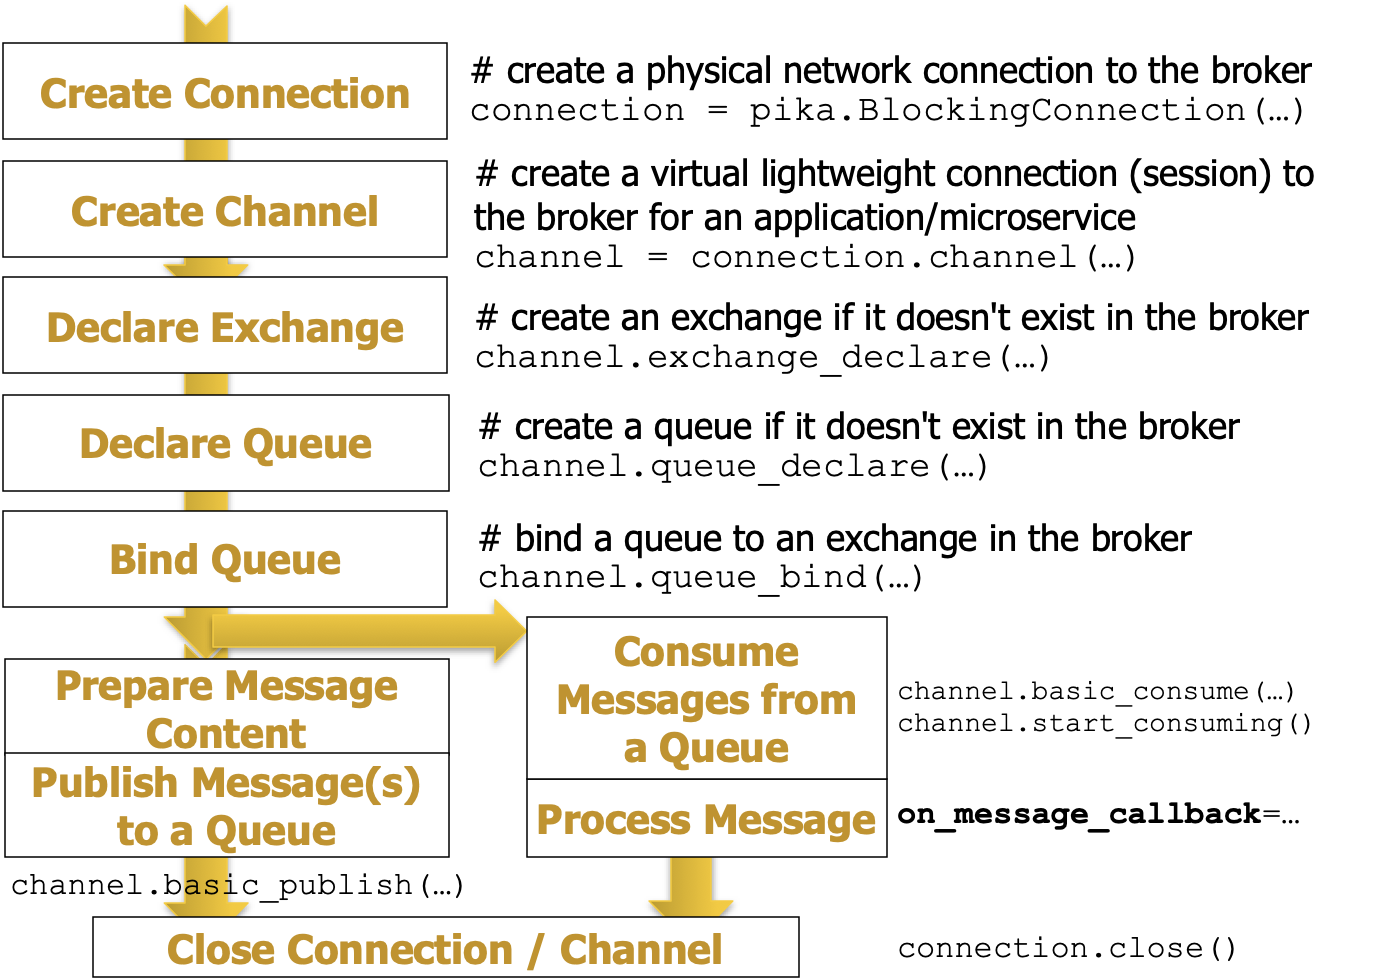 Create Connection
# create a physical network connection to the broker
connection = pika.BlockingConnection(…)
Create Channel
# create a virtual lightweight connection (session) to
the broker for an application/microservice
channel = connection.channel(…)
Declare Exchange
# create an exchange if it doesn't exist in the broker
channel.exchange_declare(…)
Declare Queue
# create a queue if it doesn't exist in the broker
channel.queue_declare(…)
Bind Queue
# bind a queue to an exchange in the broker
channel.queue_bind(…)
Prepare Message
Content
Publish Message(s)
to a Queue
channel.basic_publish(…)
Consume
Messages from
a Queue
channel.basic_consume(…)
channel.start_consuming()
Process Message
on_message_callback=…
Close Connection / Channel
connection.close()